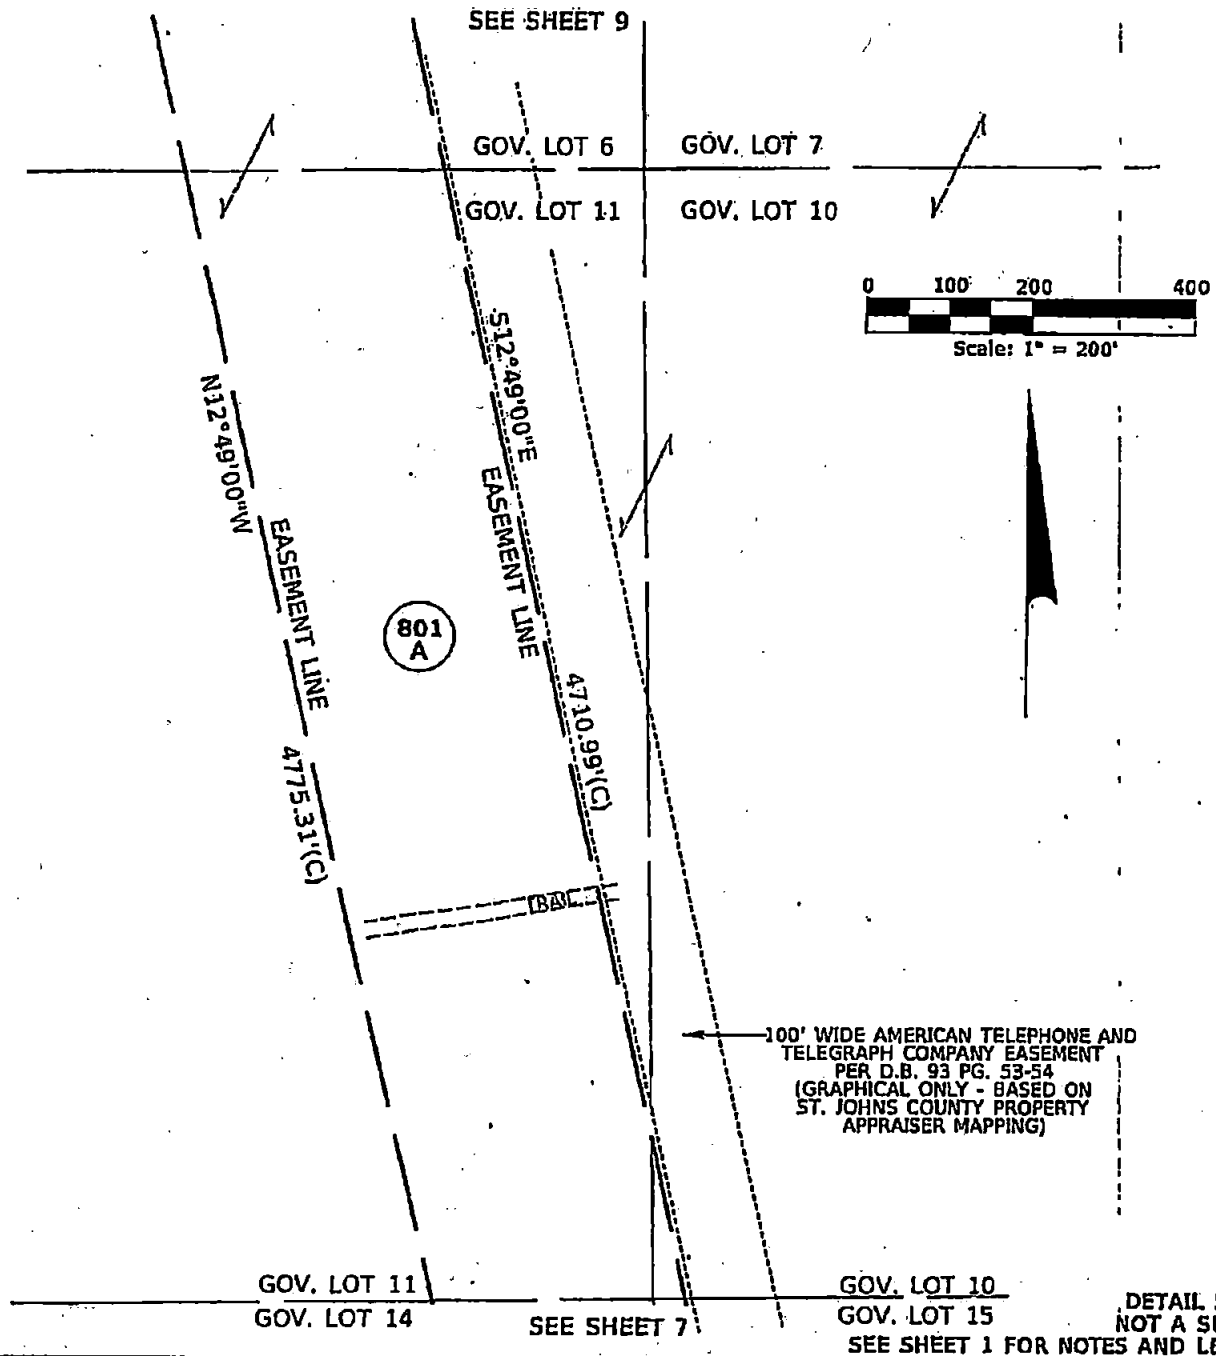 SEE SHEET 9
GOV. LOT 6
GOV. LOT 7
GOV. LOT 11
GOV. LOT 10
0 100 200 400
Scale: 1" = 200'
S12°49'00"E
N12°49'00"W
EASEMENT LINE
EASEMENT LINE
801
A
4710.99'(C)
4775.31'(C)
100' WIDE AMERICAN TELEPHONE AND
TELEGRAPH COMPANY EASEMENT
PER D.B. 93 PG. 53-54
(GRAPHICAL ONLY - BASED ON
ST. JOHNS COUNTY PROPERTY
APPRAISER MAPPING)
GOV. LOT 11
GOV. LOT 10
GOV. LOT 14
GOV. LOT 15
SEE SHEET 7
DETAIL
NOT A
SEE SHEET 1 FOR NOTES AND